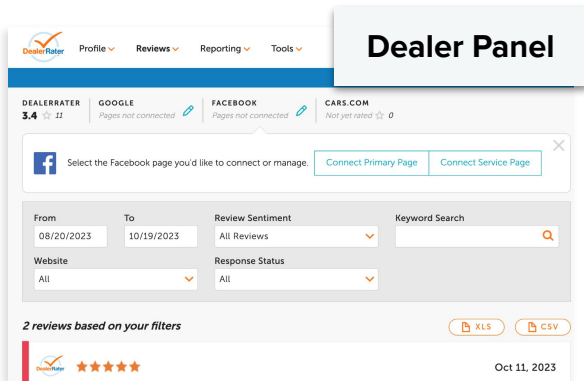 Dealer Panel
DealerRater
Profile Reviews Reporting Tools
DEALERRATER GOOGLE FACEBOOK CARS.COM
3.4 11 Pages not connected Pages not connected Not yet rated 0
Select the Facebook page you'd like to connect or manage. Connect Primary Page Connect Service Page
From To Review Sentiment Keyword Search
08/20/2023 10/19/2023 All Reviews
Website Response Status
All All
2 reviews based on your filters XLS CSV
DealerRater Oct 11, 2023